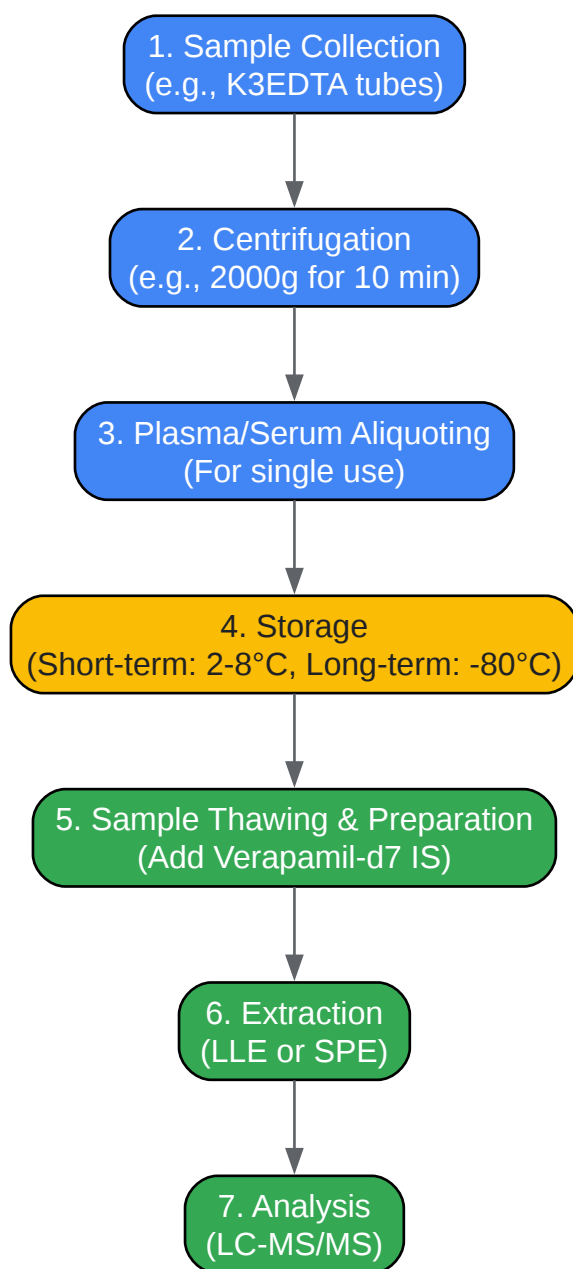 1. Sample Collection
(e.g., K3EDTA tubes)
2. Centrifugation
(e.g., 2000g for 10 min)
3. Plasma/Serum Aliquoting
(For single use)
4. Storage
(Short-term: 2-8°C, Long-term: -80°C)
5. Sample Thawing & Preparation
(Add Verapamil-d7 IS)
6. Extraction
(LLE or SPE)
7. Analysis
(LC-MS/MS)